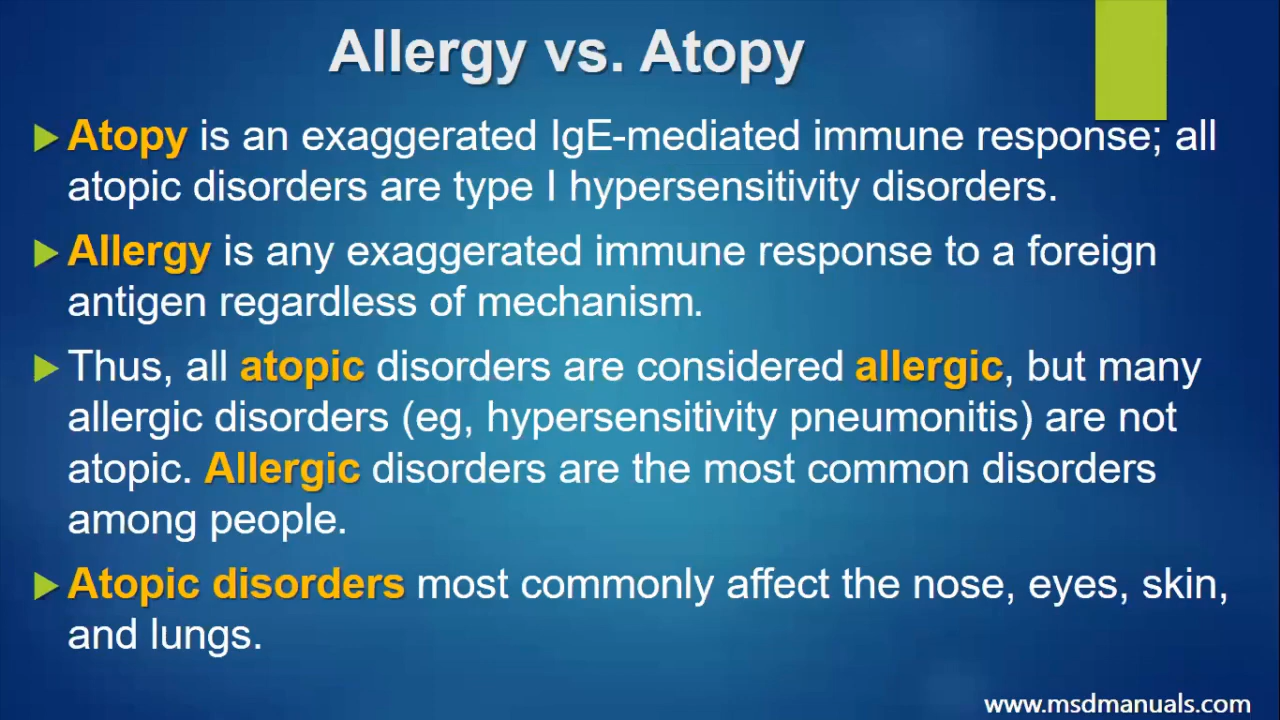 Allergy vs. Atopy
Atopy is an exaggerated IgE-mediated immune response; all
atopic disorders are type I hypersensitivity disorders.
Allergy is any exaggerated immune response to a foreign
antigen regardless of mechanism.
Thus, all atopic disorders are considered allergic, but many
allergic disorders (eg, hypersensitivity pneumonitis) are not
atopic. Allergic disorders are the most common disorders
among people.
Atopic disorders most commonly affect the nose, eyes, skin,
and lungs.
www.msdmanuals.com